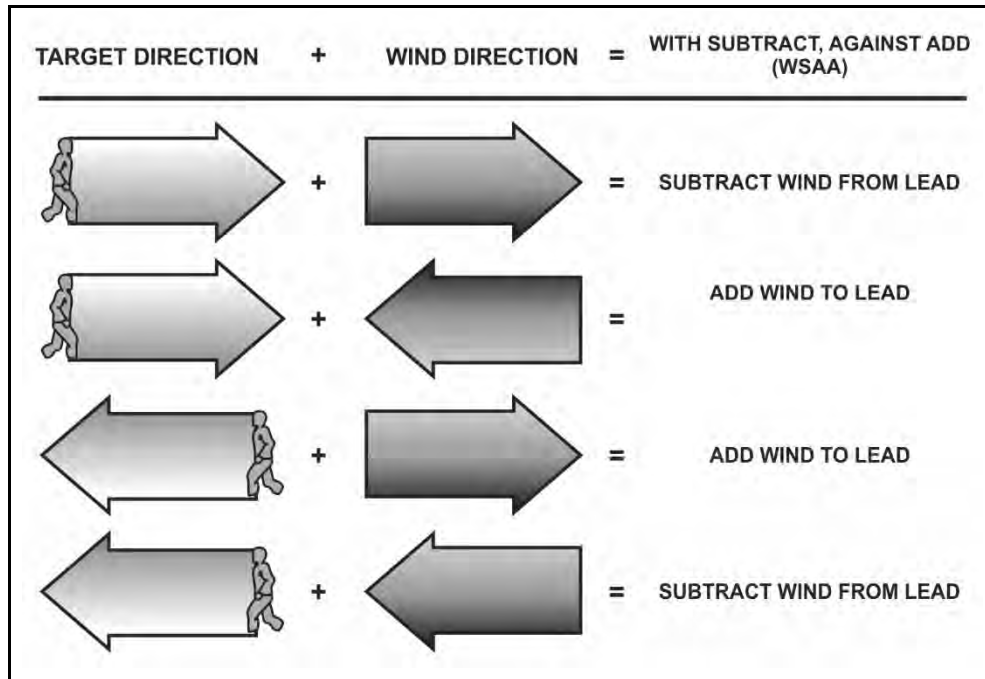 TARGET DIRECTION + WIND DIRECTION = WITH SUBTRACT, AGAINST ADD
(WSAA)
+ = SUBTRACT WIND FROM LEAD
+ = ADD WIND TO LEAD
+ = ADD WIND TO LEAD
+ = SUBTRACT WIND FROM LEAD